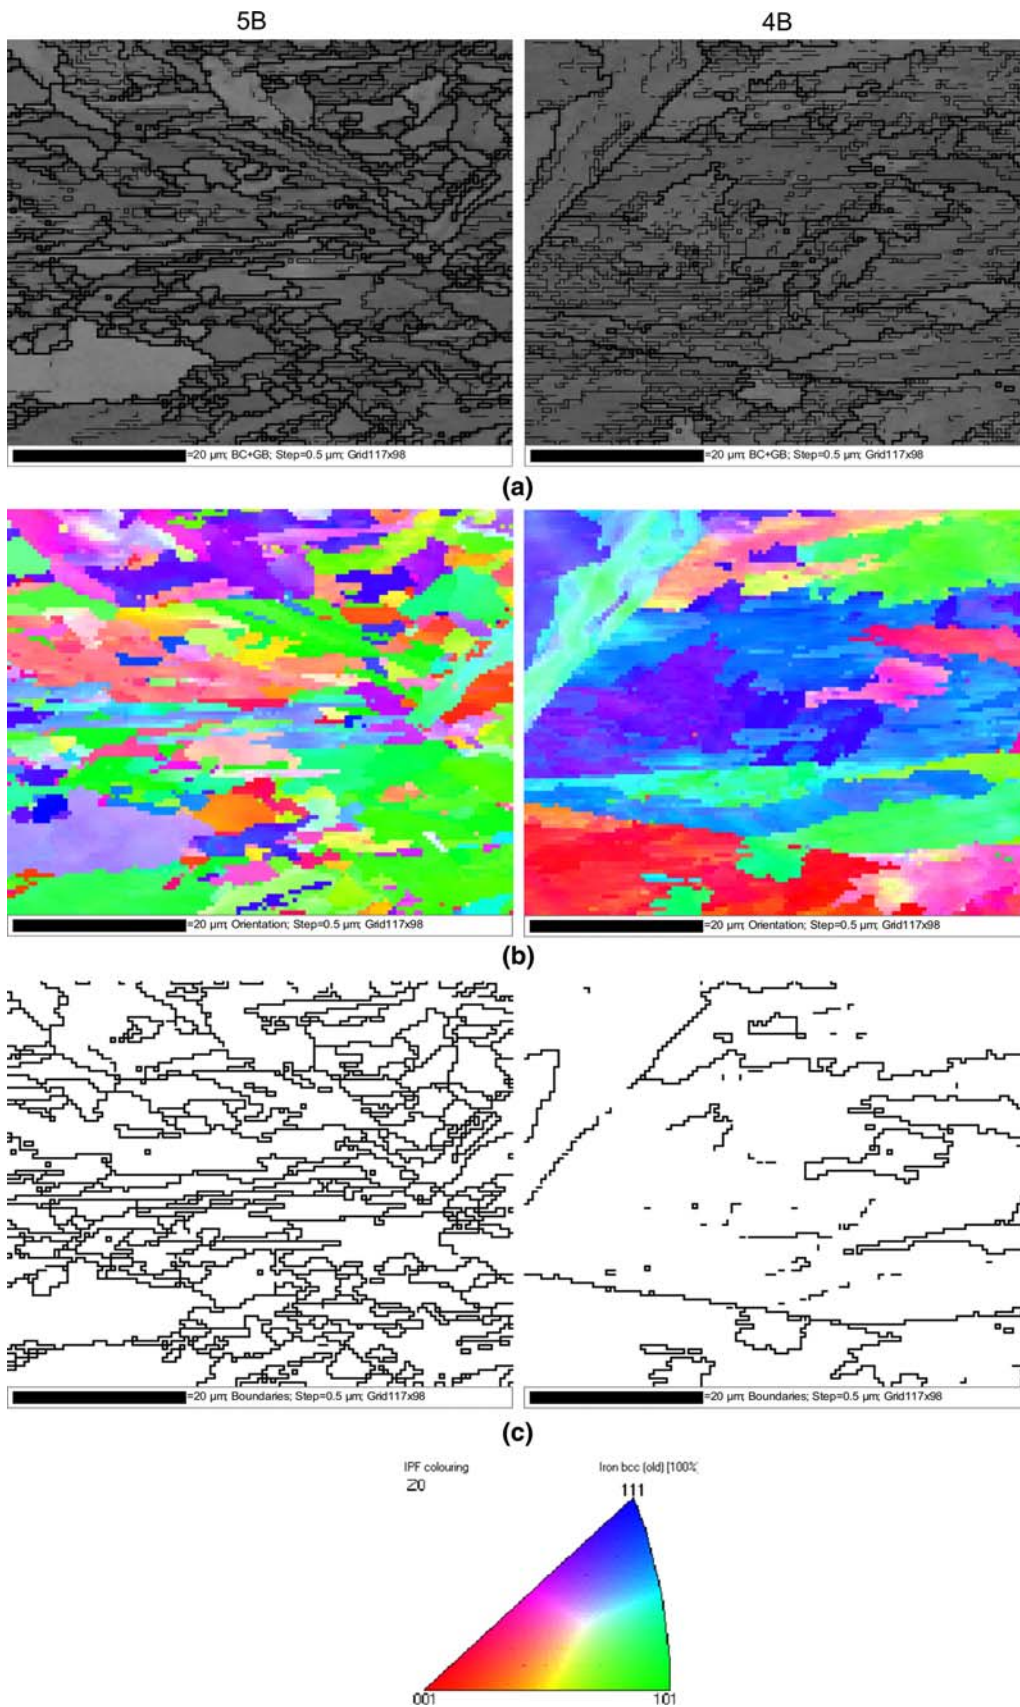 5B 4B
=20 µm; BC+GB; Step=0.5 µm; Grid117x98 =20 µm; BC+GB; Step=0.5 µm; Grid117x98
(a)
=20 µm; Orientation; Step=0.5 µm; Grid117x98 =20 µm; Orientation; Step=0.5 µm; Grid117x98
(b)
=20 µm; Boundaries; Step=0.5 µm; Grid117x98 =20 µm; Boundaries; Step=0.5 µm; Grid117x98
(c)
IPF colouring Iron bcc (old) [100%]
Z0
111
001 101